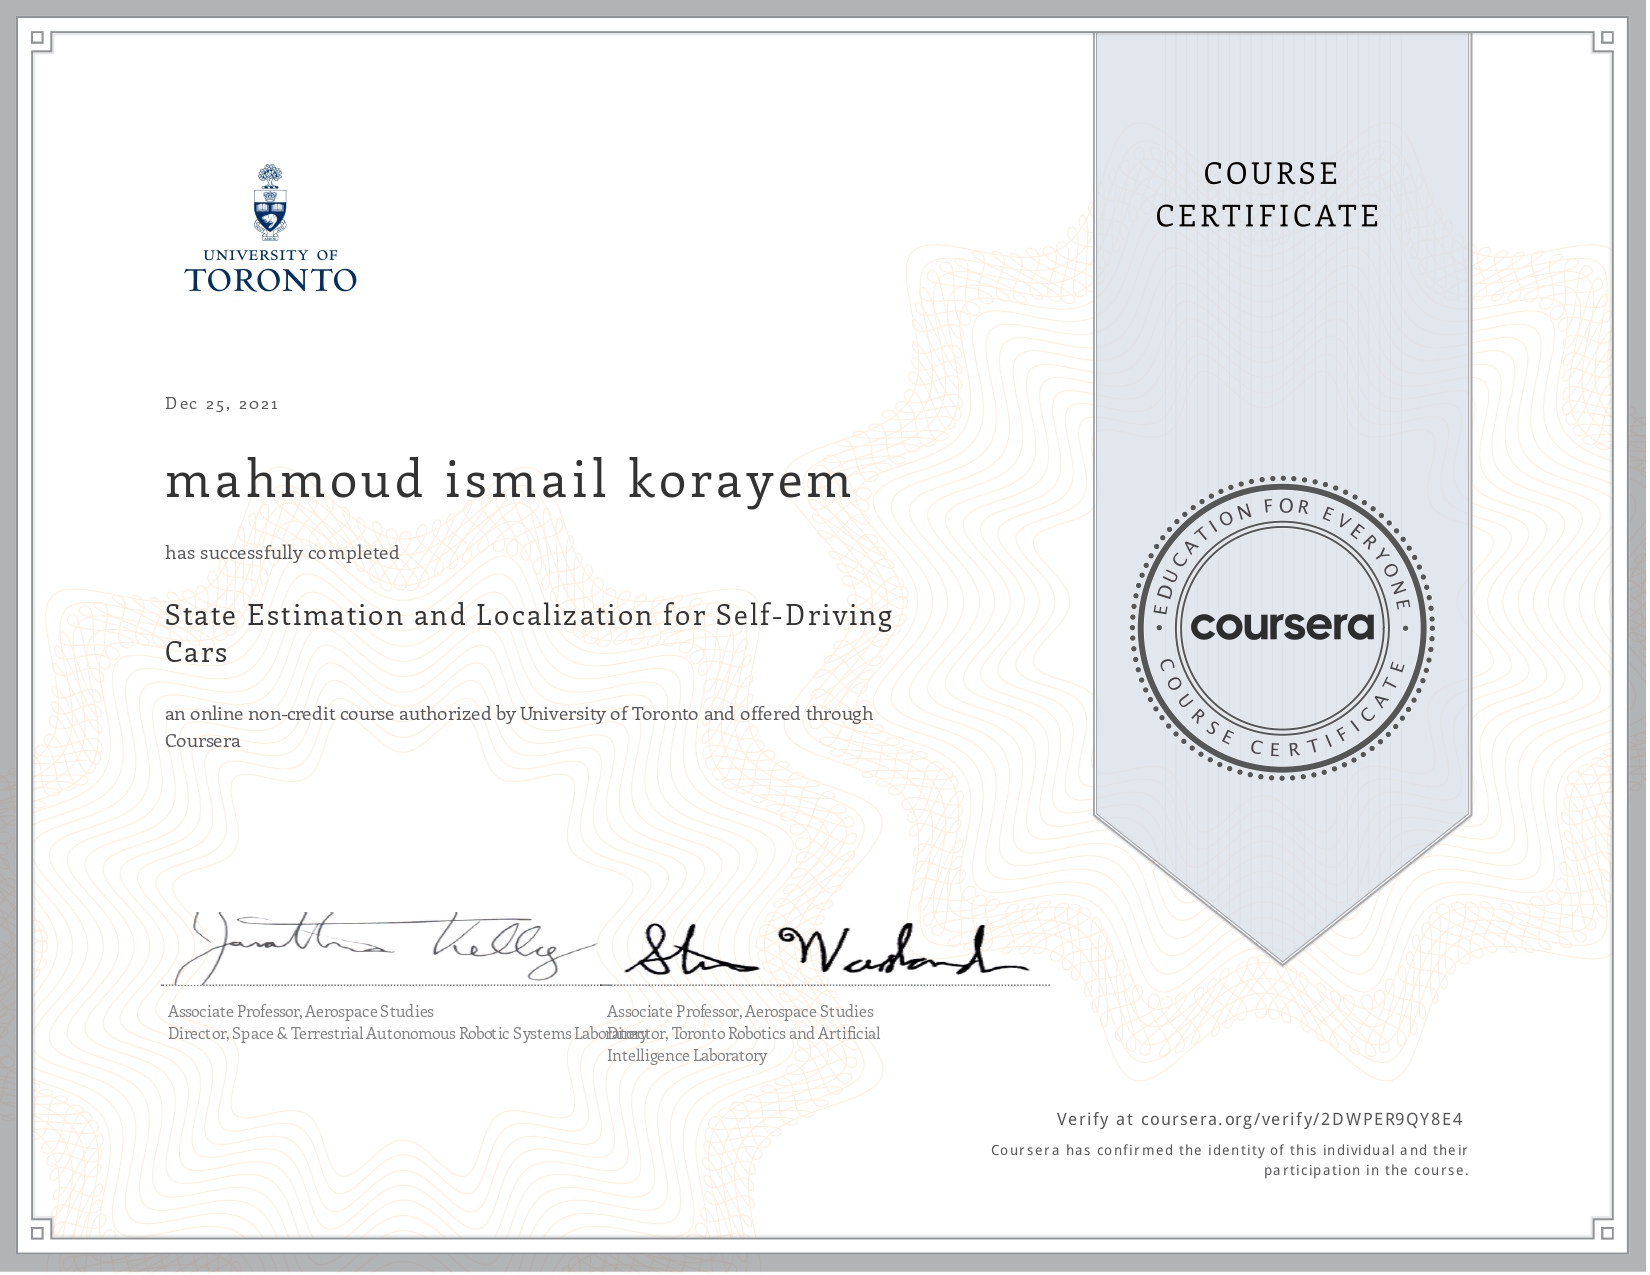 COURSE
CERTIFICATE
UNIVERSITY OF
TORONTO
Dec 25, 2021
mahmoud ismail korayem
has successfully completed
State Estimation and Localization for Self-Driving
Cars
an online non-credit course authorized by University of Toronto and offered through
Coursera
EDUCATION FOR EVERYONE
coursera
COURSE CERTIFICATE
Jonathan Kelly
Associate Professor, Aerospace Studies
Director, Space & Terrestrial Autonomous Robotic Systems Laboratory
Associate Professor, Aerospace Studies
Director, Toronto Robotics and Artificial
Intelligence Laboratory
Verify at coursera.org/verify/2DWPER9QY8E4
Coursera has confirmed the identity of this individual and their
participation in the course.